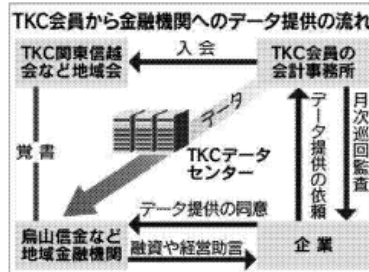 TKC会員から金融機関へのデータ提供の流れ
TKC関東信越
会など地域会
入会
TKC会員の
会計事務所
データ
覚書
TKCデータ
センター
データ提供の依頼
月次巡回監査
データ提供の同意
烏山信金など
地域金融機関
融資や経営助言
企業